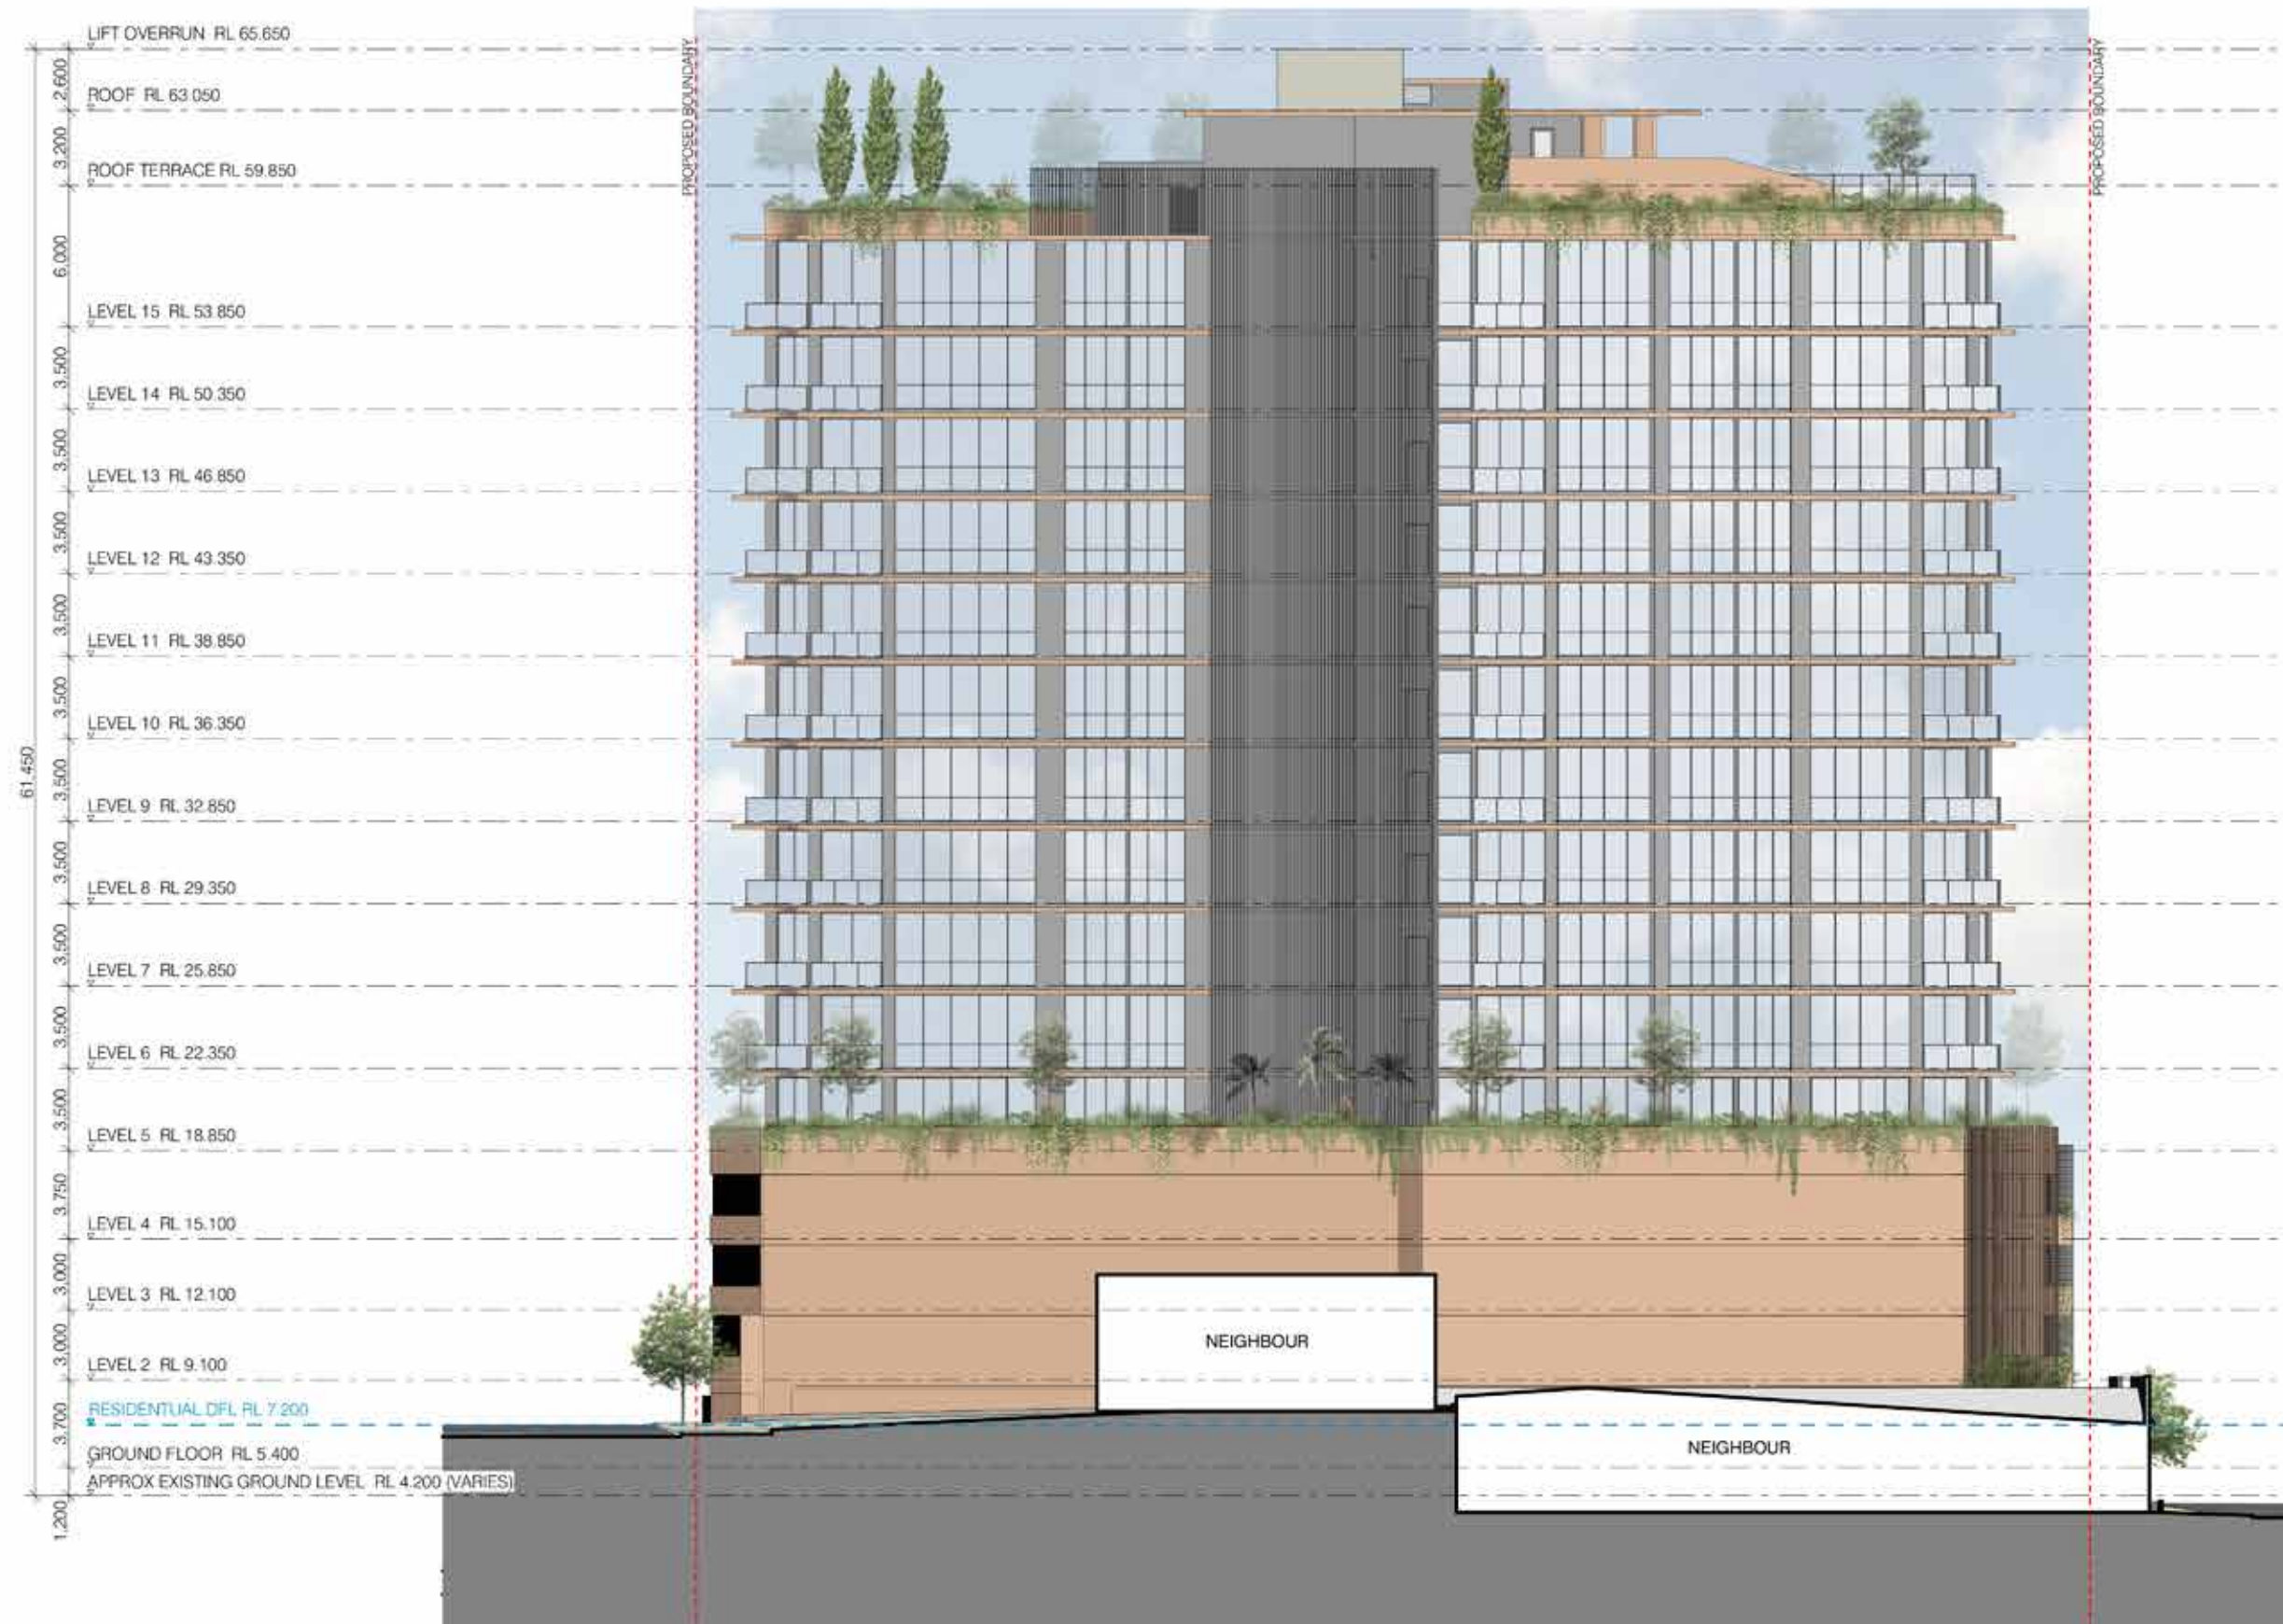 LIFT OVERRUN RL 65.650
2.600
ROOF RL 63.050
3.200
ROOF TERRACE RL 59.850
6.000
LEVEL 15 RL 53.850
3.500
LEVEL 14 RL 50.350
3.500
LEVEL 13 RL 46.850
3.500
LEVEL 12 RL 43.350
3.500
LEVEL 11 RL 38.850
3.500
LEVEL 10 RL 36.350
61.450
3.500
LEVEL 9 RL 32.850
3.500
LEVEL 8 RL 29.350
3.500
LEVEL 7 RL 25.850
3.500
LEVEL 6 RL 22.350
3.500
LEVEL 5 RL 18.850
3.750
LEVEL 4 RL 15.100
3.000
LEVEL 3 RL 12.100
3.000
LEVEL 2 RL 9.100
RESIDENTUAL DFL RL 7.200
3.700
GROUND FLOOR RL 5.400
APPROX EXISTING GROUND LEVEL RL 4.200 (VARIES)
1.200
PROPOSED BOUNDARY
PROPOSED BOUNDARY
NEIGHBOUR
NEIGHBOUR